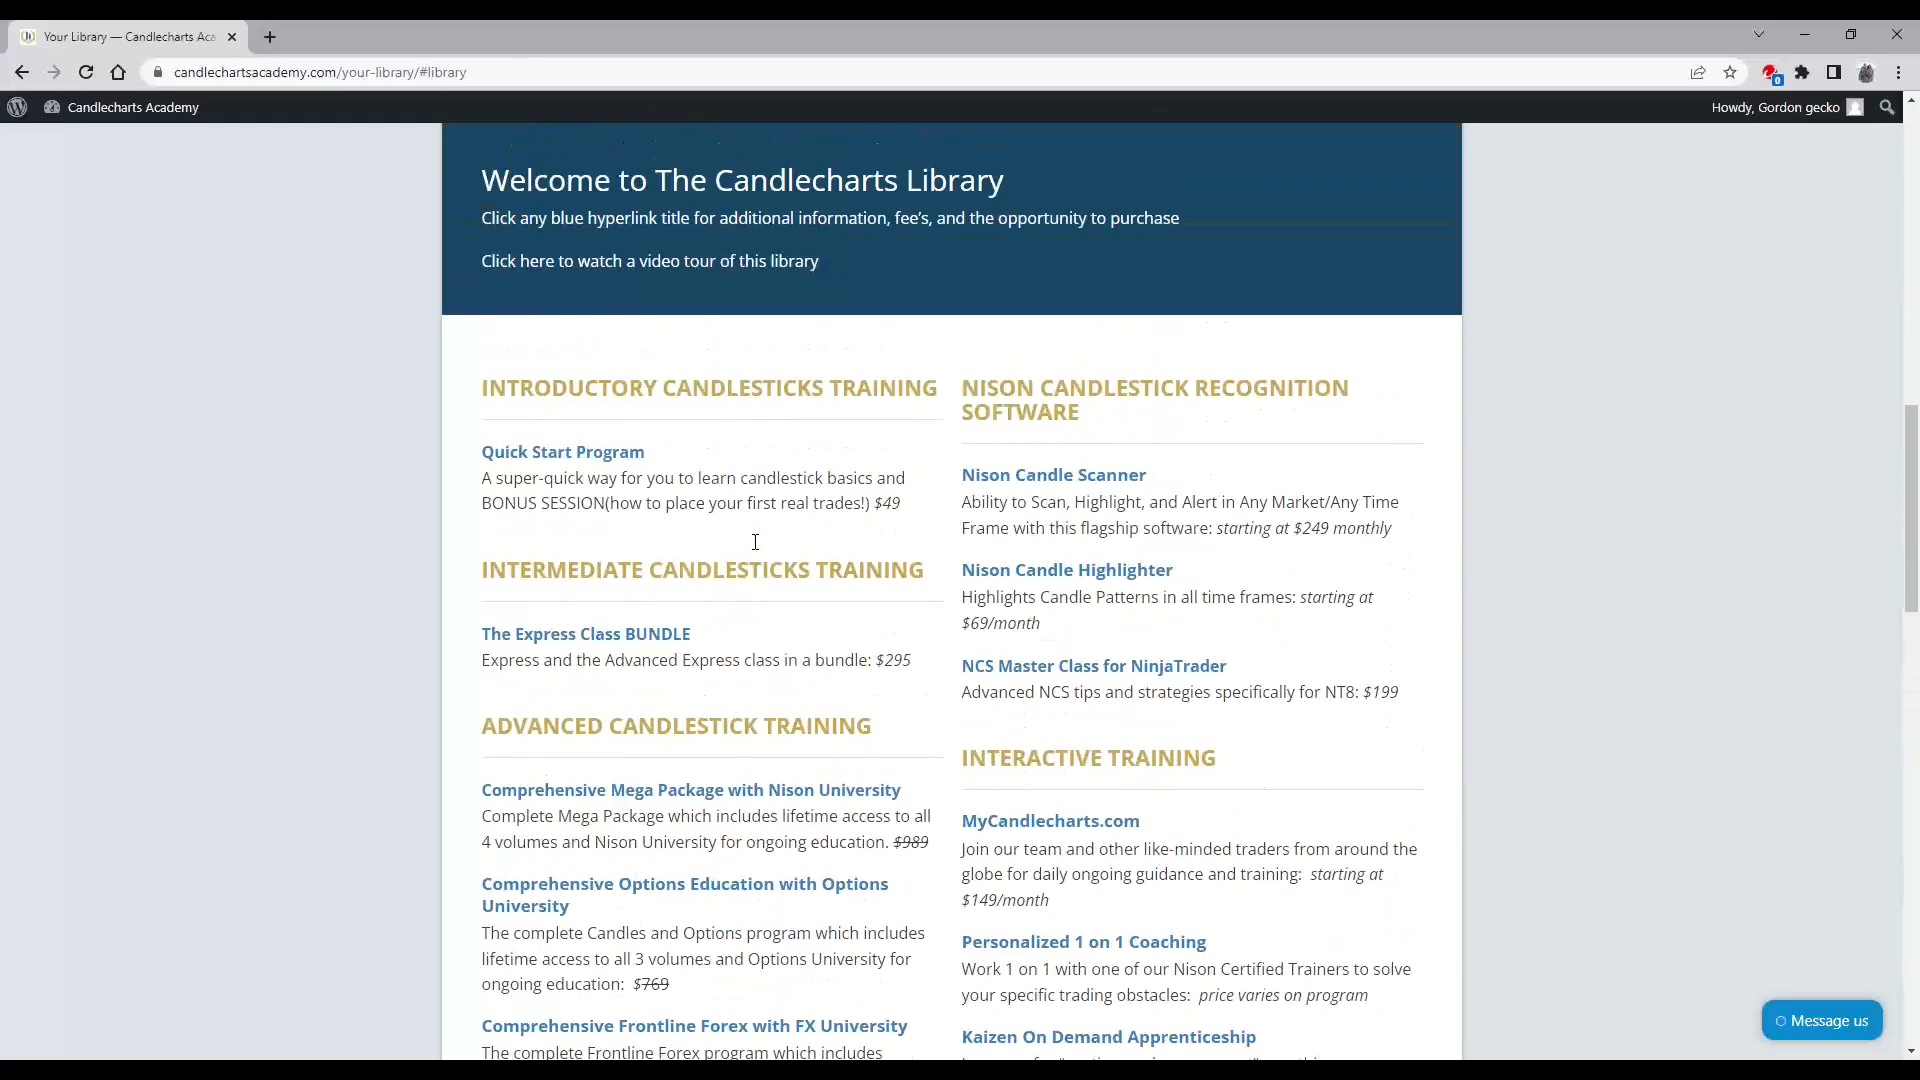 Your Library — Candlecharts Aca
candlechartsacademy.com/your-library/#library
Candlecharts Academy
Howdy, Gordon gecko
Welcome to The Candlecharts Library
Click any blue hyperlink title for additional information, fee's, and the opportunity to purchase
Click here to watch a video tour of this library
INTRODUCTORY CANDLESTICKS TRAINING
Quick Start Program
A super-quick way for you to learn candlestick basics and
BONUS SESSION(how to place your first real trades!) $49
INTERMEDIATE CANDLESTICKS TRAINING
The Express Class BUNDLE
Express and the Advanced Express class in a bundle: $295
ADVANCED CANDLESTICK TRAINING
Comprehensive Mega Package with Nison University
Complete Mega Package which includes lifetime access to all
4 volumes and Nison University for ongoing education. $989
Comprehensive Options Education with Options
University
The complete Candles and Options program which includes
lifetime access to all 3 volumes and Options University for
ongoing education: $769
Comprehensive Frontline Forex with FX University
The complete Frontline Forex program which includes
NISON CANDLESTICK RECOGNITION
SOFTWARE
Nison Candle Scanner
Ability to Scan, Highlight, and Alert in Any Market/Any Time
Frame with this flagship software: starting at $249 monthly
Nison Candle Highlighter
Highlights Candle Patterns in all time frames: starting at
$69/month
NCS Master Class for NinjaTrader
Advanced NCS tips and strategies specifically for NT8: $199
INTERACTIVE TRAINING
MyCandlecharts.com
Join our team and other like-minded traders from around the
globe for daily ongoing guidance and training: starting at
$149/month
Personalized 1 on 1 Coaching
Work 1 on 1 with one of our Nison Certified Trainers to solve
your specific trading obstacles: price varies on program
Kaizen On Demand Apprenticeship
Message us
0